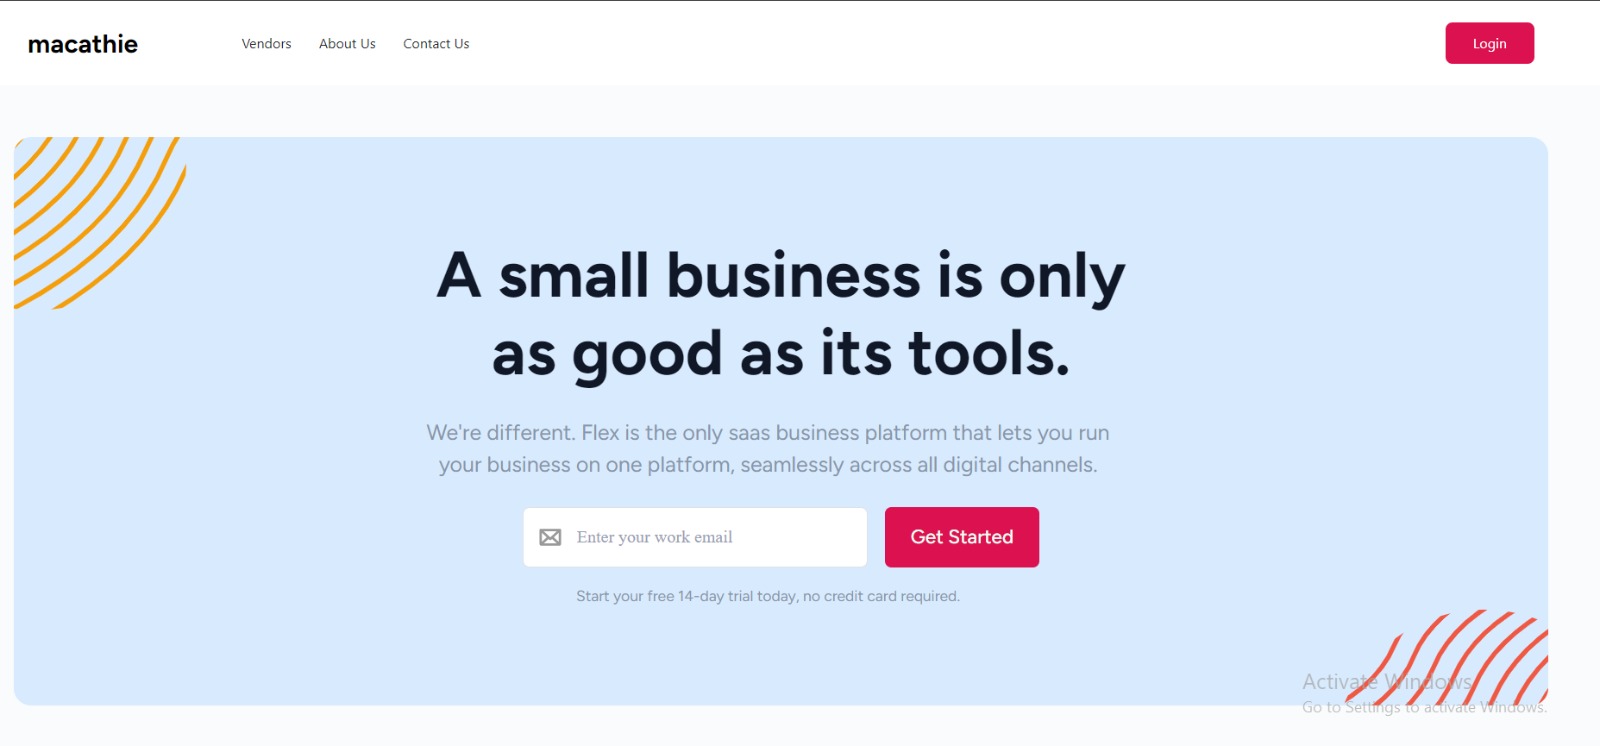 macathie
Vendors
About Us
Contact Us
Login
A small business is only
as good as its tools.
We're different. Flex is the only saas business platform that lets you run
your business on one platform, seamlessly across all digital channels.
Enter your work email
Get Started
Start your free 14-day trial today, no credit card required.
Activate Windows
Go to Settings to activate Windows.